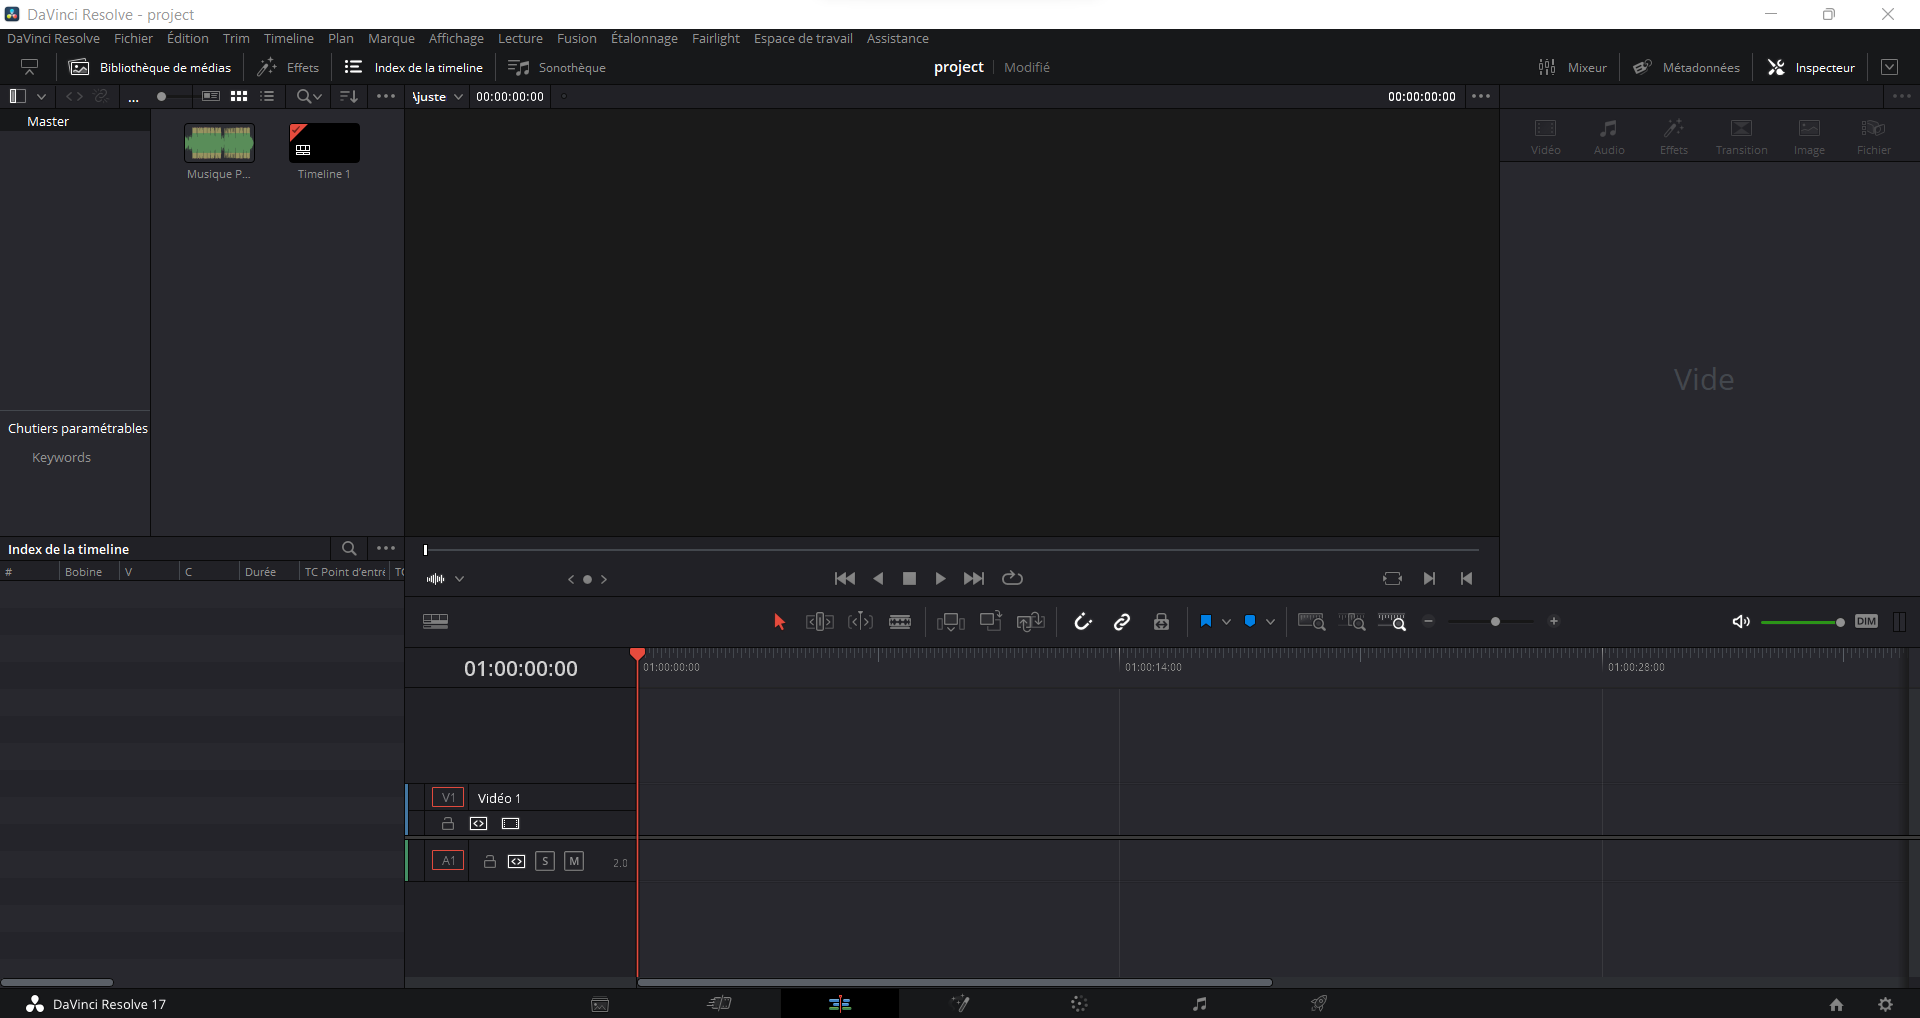 DaVinci Resolve - project
DaVinci Resolve Fichier Édition Trim Timeline Plan Marque Affichage Lecture Fusion Étalonnage Fairlight Espace de travail Assistance
Bibliothèque de médias Effets Index de la timeline Sonothèque project Modifié Mixeur Métadonnées Inspecteur
... Ajuste 00:00:00:00 00:00:00:00
Master
Musique P... Timeline 1
Vidéo Audio Effets Transition Image Fichier
Vide
Chutiers paramétrables
Keywords
Index de la timeline
# Bobine V C Durée TC Point d'entré TC
DIM
01:00:00:00 01:00:00:00 01:00:14:00 01:00:28:00
V1 Vidéo 1
A1 S M 2.0
DaVinci Resolve 17